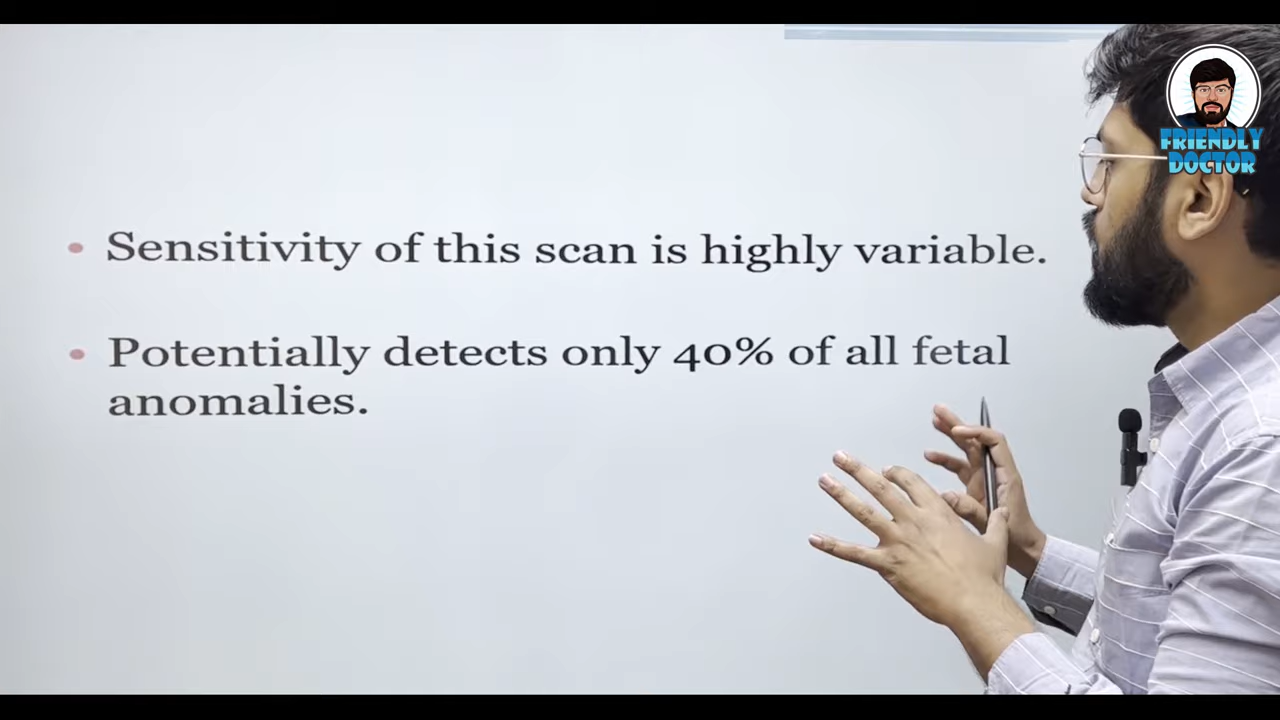 FRIENDLY
DOCTOR
• Sensitivity of this scan is highly variable.
• Potentially detects only 40% of all fetal
anomalies.